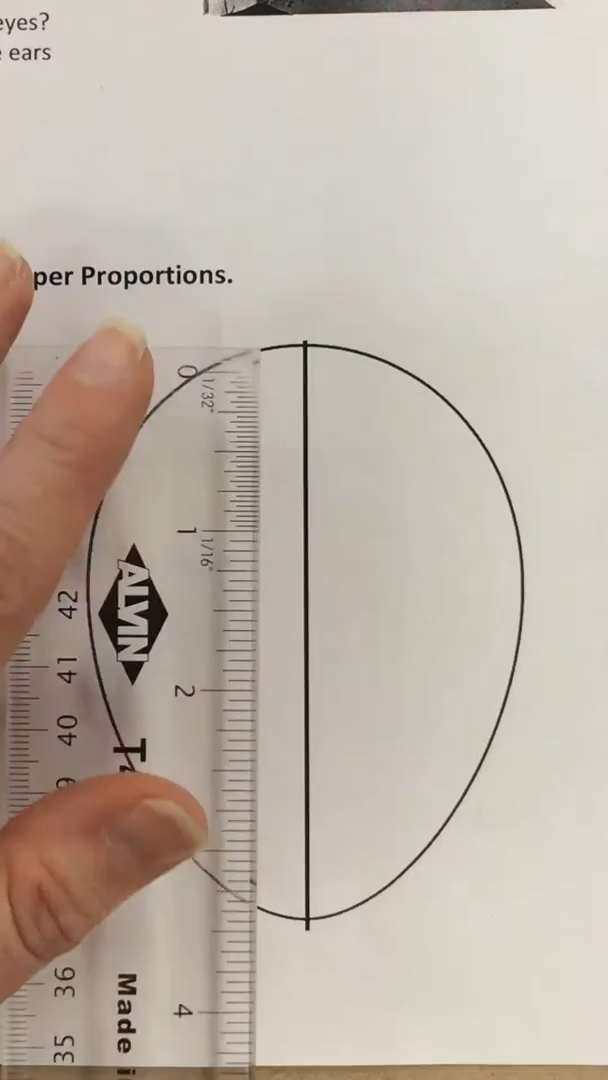 eyes?
ears
per Proportions.
0
1/32"
1
1/16"
ALVIN
42
41
2
40
T
9
36
Made i
4
35